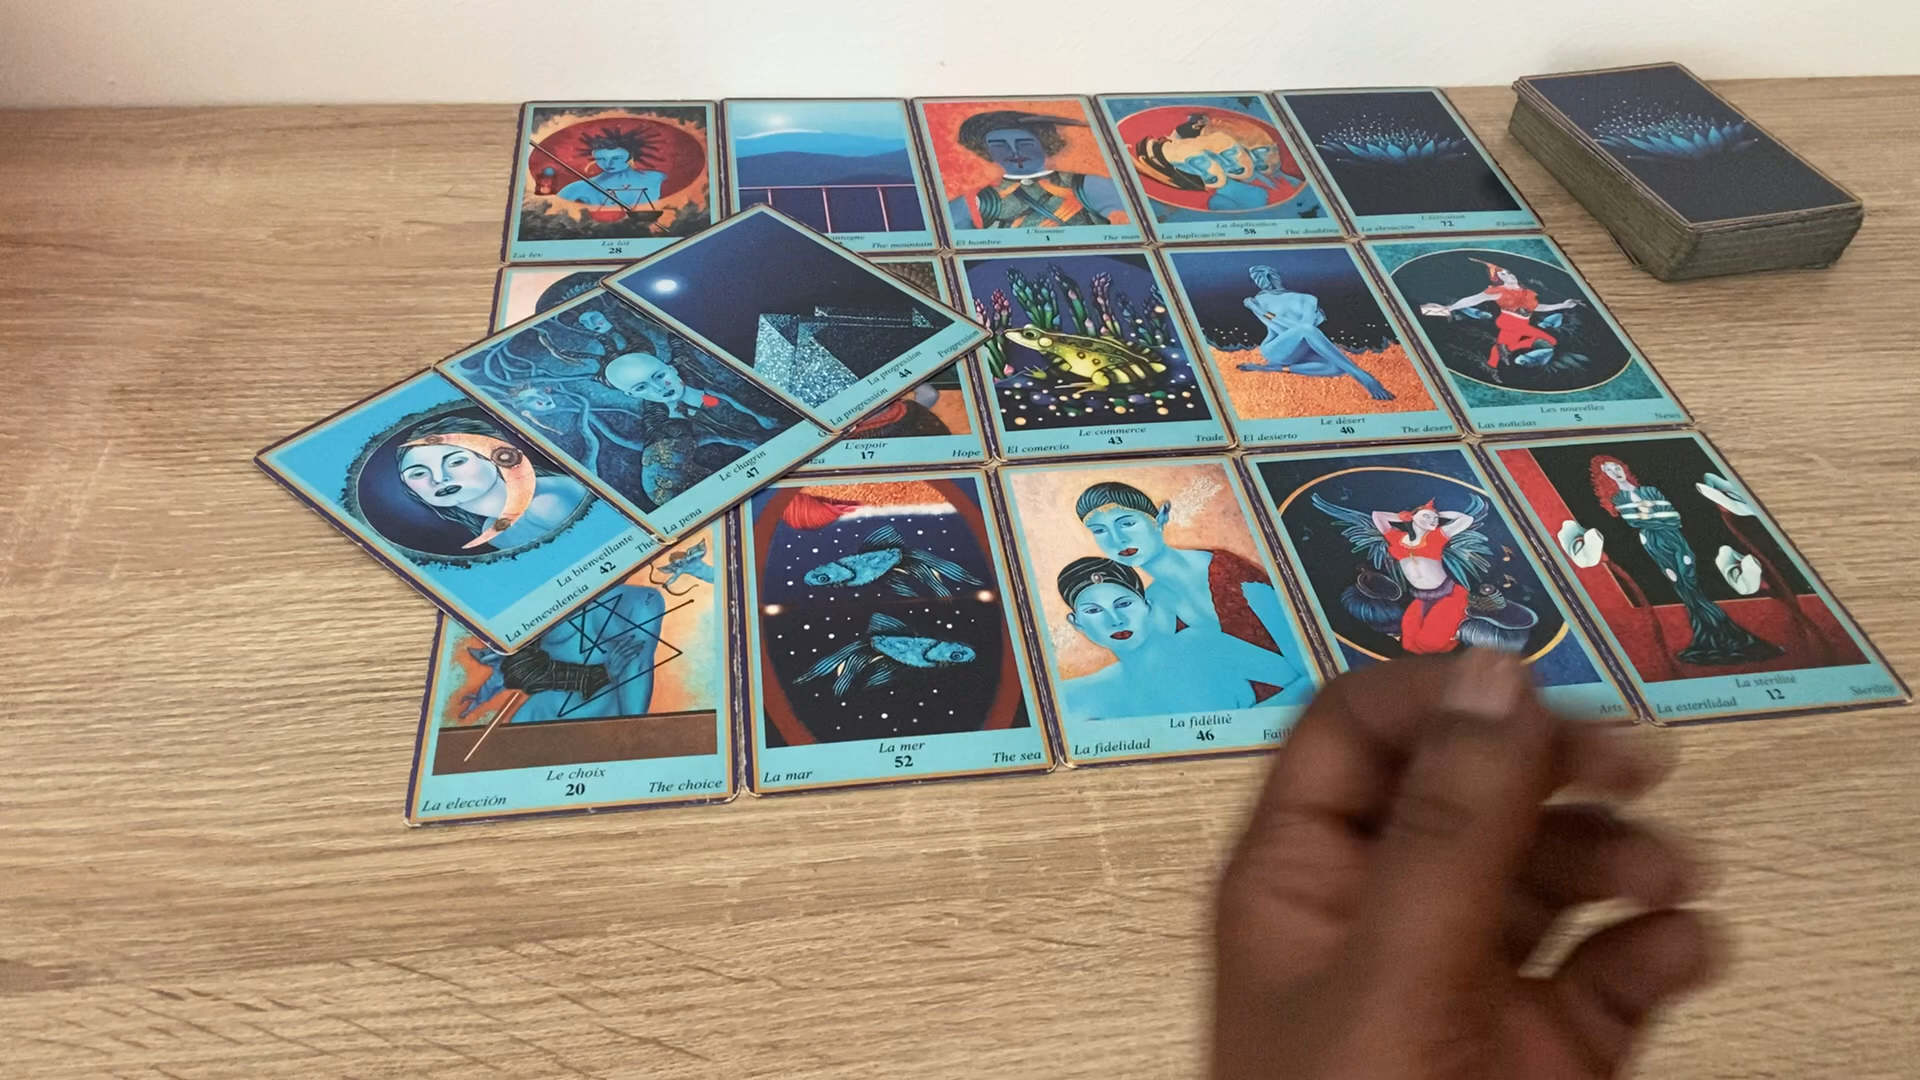 La loi
28
La ley
The mountain
L'homme
El hombre
1
The man
La duplication
La duplicación
58
The doubling
L'élévation
La elevación
72
Elevation
La progression
44
La progresión
Progression
Le chagrin
47
La pena
La bienveillante
42
La benevolencia
The
L'espoir
17
Hope
Le commerce
El comercio
43
Trade
Le désert
El desierto
40
The desert
Les nouvelles
Las noticias
5
News
Le choix
La elección
20
The choice
La mer
La mar
52
The sea
La fidélité
La fidelidad
46
Arts
La stérilité
La esterilidad
12
Sterility